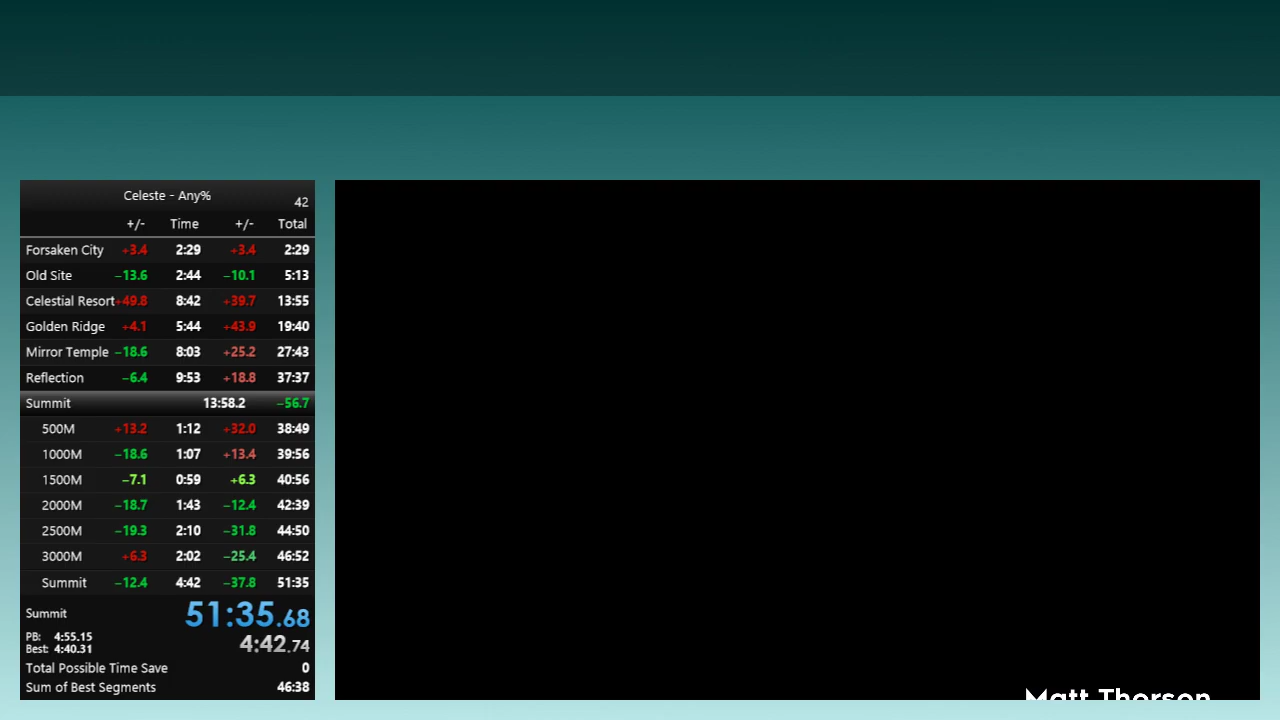 Celeste - Any%
42
+/- Time +/- Total
Forsaken City +3.4 2:29 +3.4 2:29
Old Site -13.6 2:44 -10.1 5:13
Celestial Resort +49.8 8:42 +39.7 13:55
Golden Ridge +4.1 5:44 +43.9 19:40
Mirror Temple -18.6 8:03 +25.2 27:43
Reflection -6.4 9:53 +18.8 37:37
Summit 13:58.2 -56.7
500M +13.2 1:12 +32.0 38:49
1000M -18.6 1:07 +13.4 39:56
1500M -7.1 0:59 +6.3 40:56
2000M -18.7 1:43 -12.4 42:39
2500M -19.3 2:10 -31.8 44:50
3000M +6.3 2:02 -25.4 46:52
Summit -12.4 4:42 -37.8 51:35
Summit 51:35.68
PB: 4:55.15
Best: 4:40.31 4:42.74
Total Possible Time Save 0
Sum of Best Segments 46:38
Matt Thorson